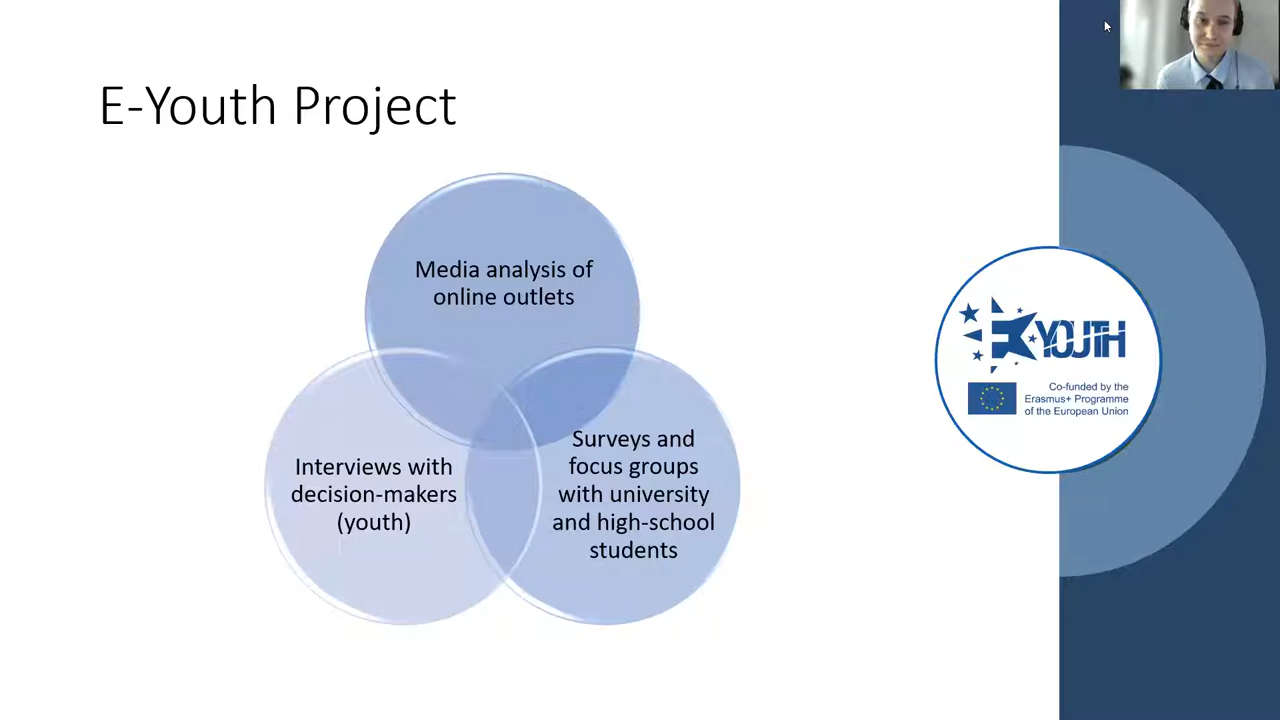 E-Youth Project
Media analysis of
online outlets
Interviews with
decision-makers
(youth)
Surveys and
focus groups
with university
and high-school
students
E YOUTH
Co-funded by the
Erasmus+ Programme
of the European Union